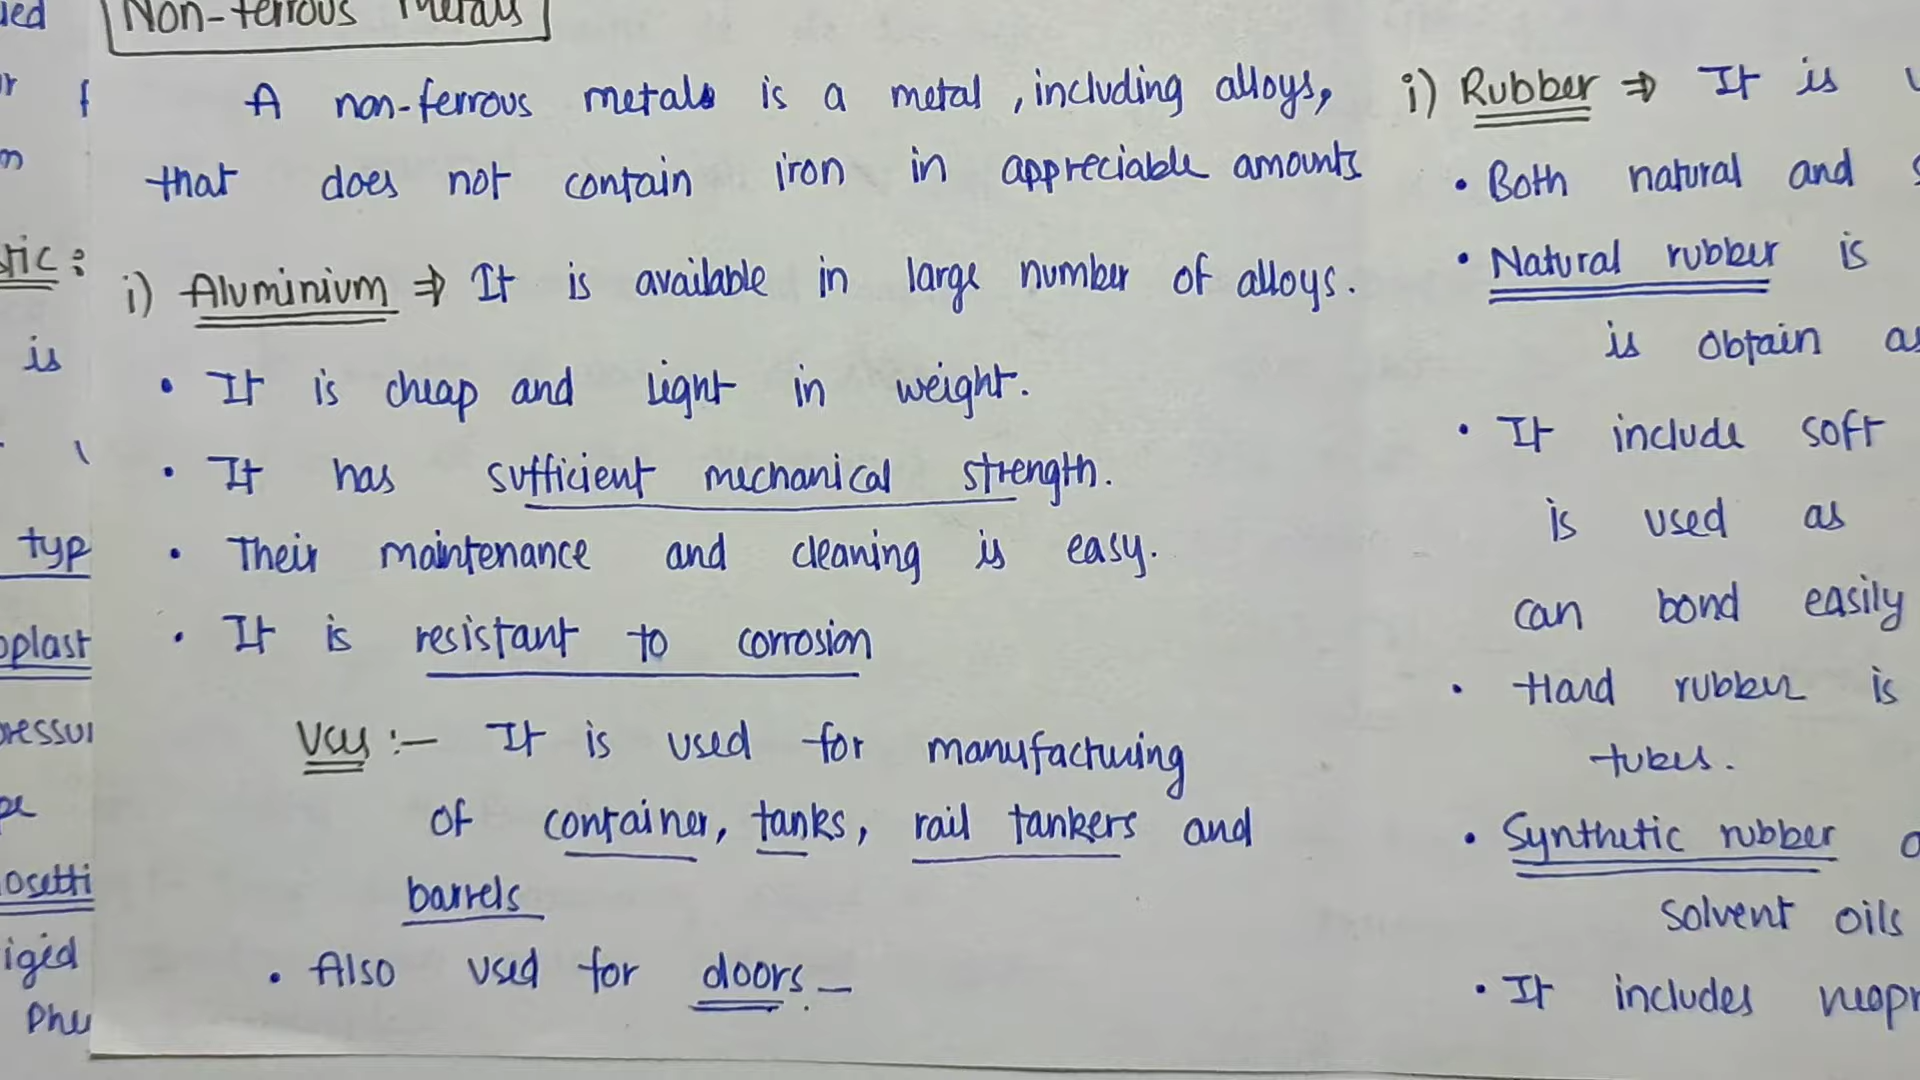 Non-ferrous Metals
A non-ferrous metals is a metal, including alloys,
that does not contain iron in appreciable amounts
i) Aluminium ⇒ It is available in large number of alloys.
• It is cheap and light in weight.
• It has sufficient mechanical strength.
• Their maintenance and cleaning is easy.
• It is resistant to corrosion
Uses :- It is used for manufacturing
of container, tanks, rail tankers and
barrels
• Also used for doors -
i) Rubber ⇒ It is
• Both natural and
• Natural rubber is
is obtain as
• It include soft
is used as
can bond easily
• Hard rubber is
tubes.
• Synthetic rubber
solvent oils
• It includes neopr
is
typ
oplast
ressur
osetti
iged